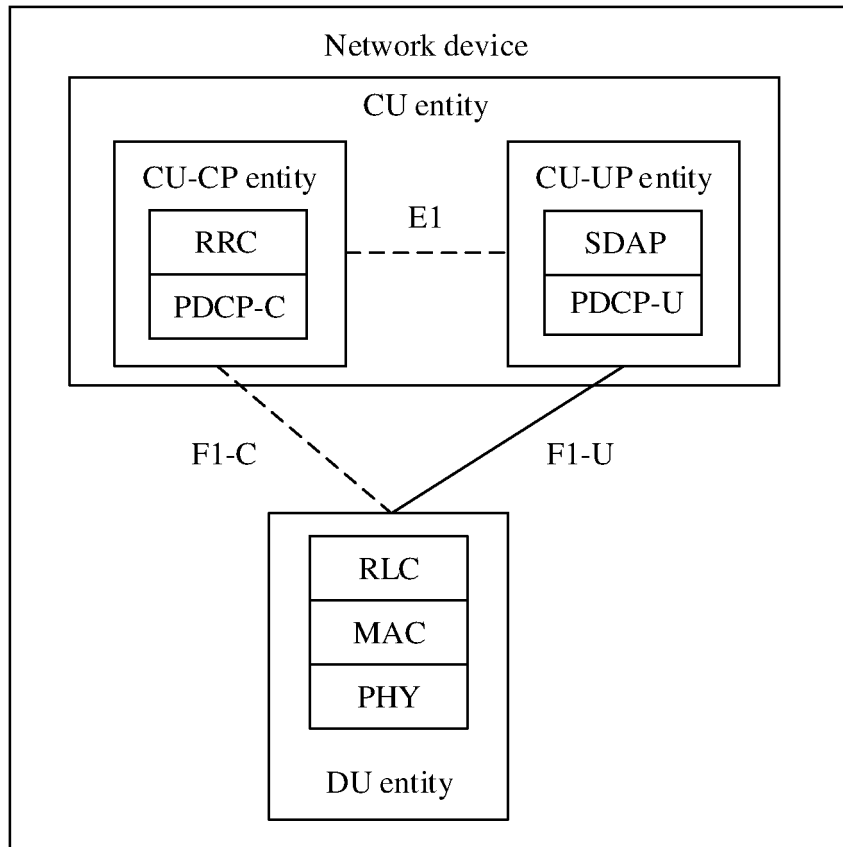 Network device
CU entity
CU-CP entity
RRC
PDCP-C
E1
CU-UP entity
SDAP
PDCP-U
F1-C
F1-U
RLC
MAC
PHY
DU entity